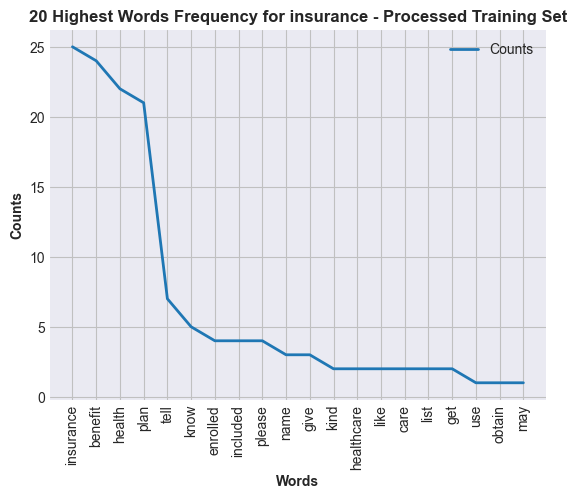 20 Highest Words Frequency for insurance - Processed Training Set
Counts
25
20
15
10
5
0
Counts
insurance
benefit
health
plan
tell
know
enrolled
included
please
name
give
kind
healthcare
like
care
list
get
use
obtain
may
Words